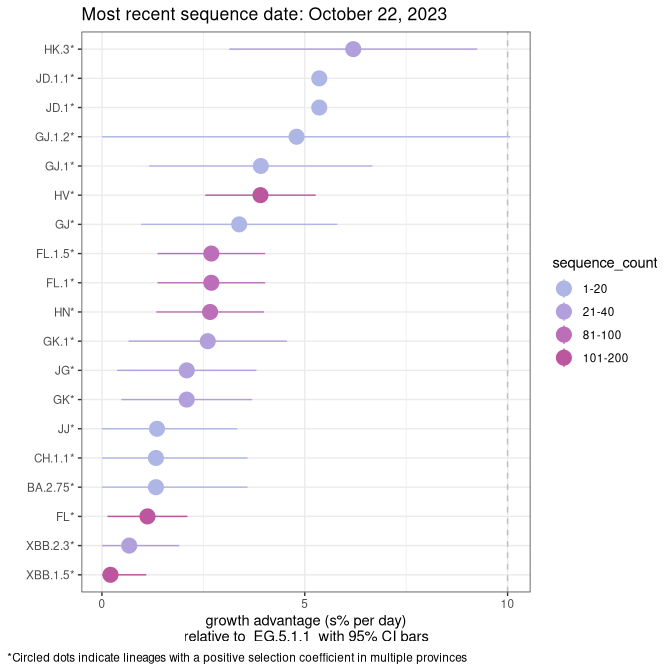 Most recent sequence date: October 22, 2023
HK.3*
JD.1.1*
JD.1*
GJ.1.2*
GJ.1*
HV*
GJ*
FL.1.5*
FL.1*
HN*
GK.1*
JG*
GK*
JJ*
CH.1.1*
BA.2.75*
FL*
XBB.2.3*
XBB.1.5*
0 5 10
growth advantage (s% per day)
relative to EG.5.1.1 with 95% CI bars
sequence_count
1-20
21-40
81-100
101-200
*Circled dots indicate lineages with a positive selection coefficient in multiple provinces